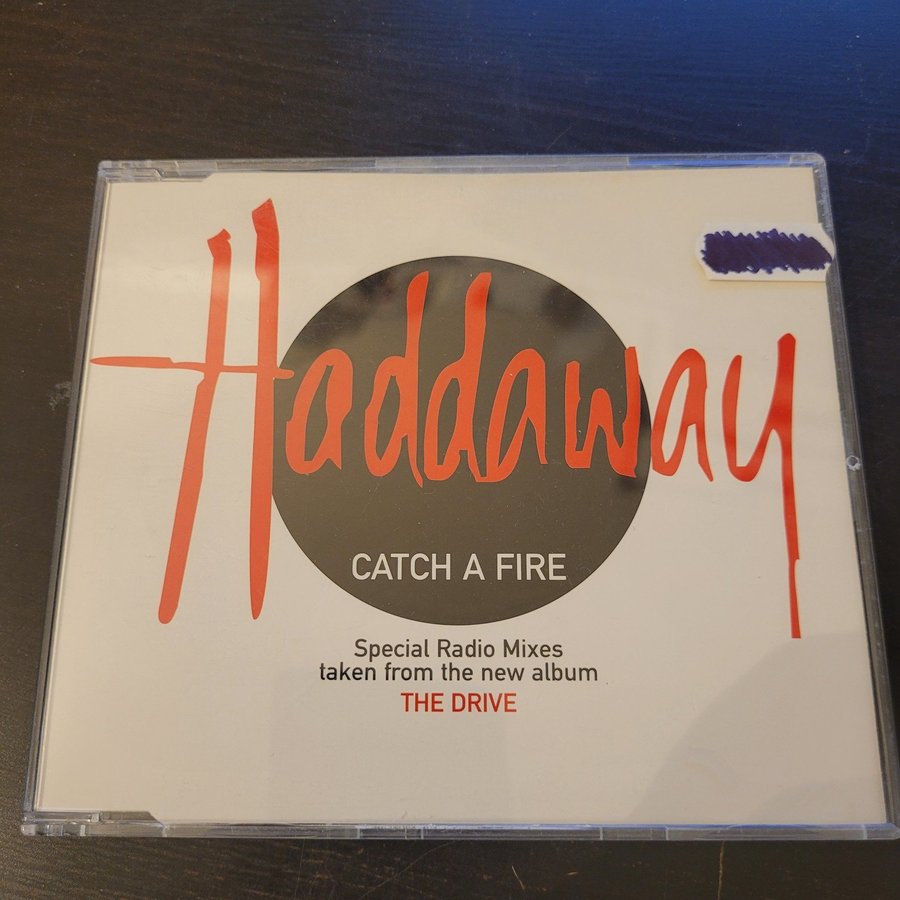 Haddaway
CATCH A FIRE
Special Radio Mixes
taken from the new album
THE DRIVE